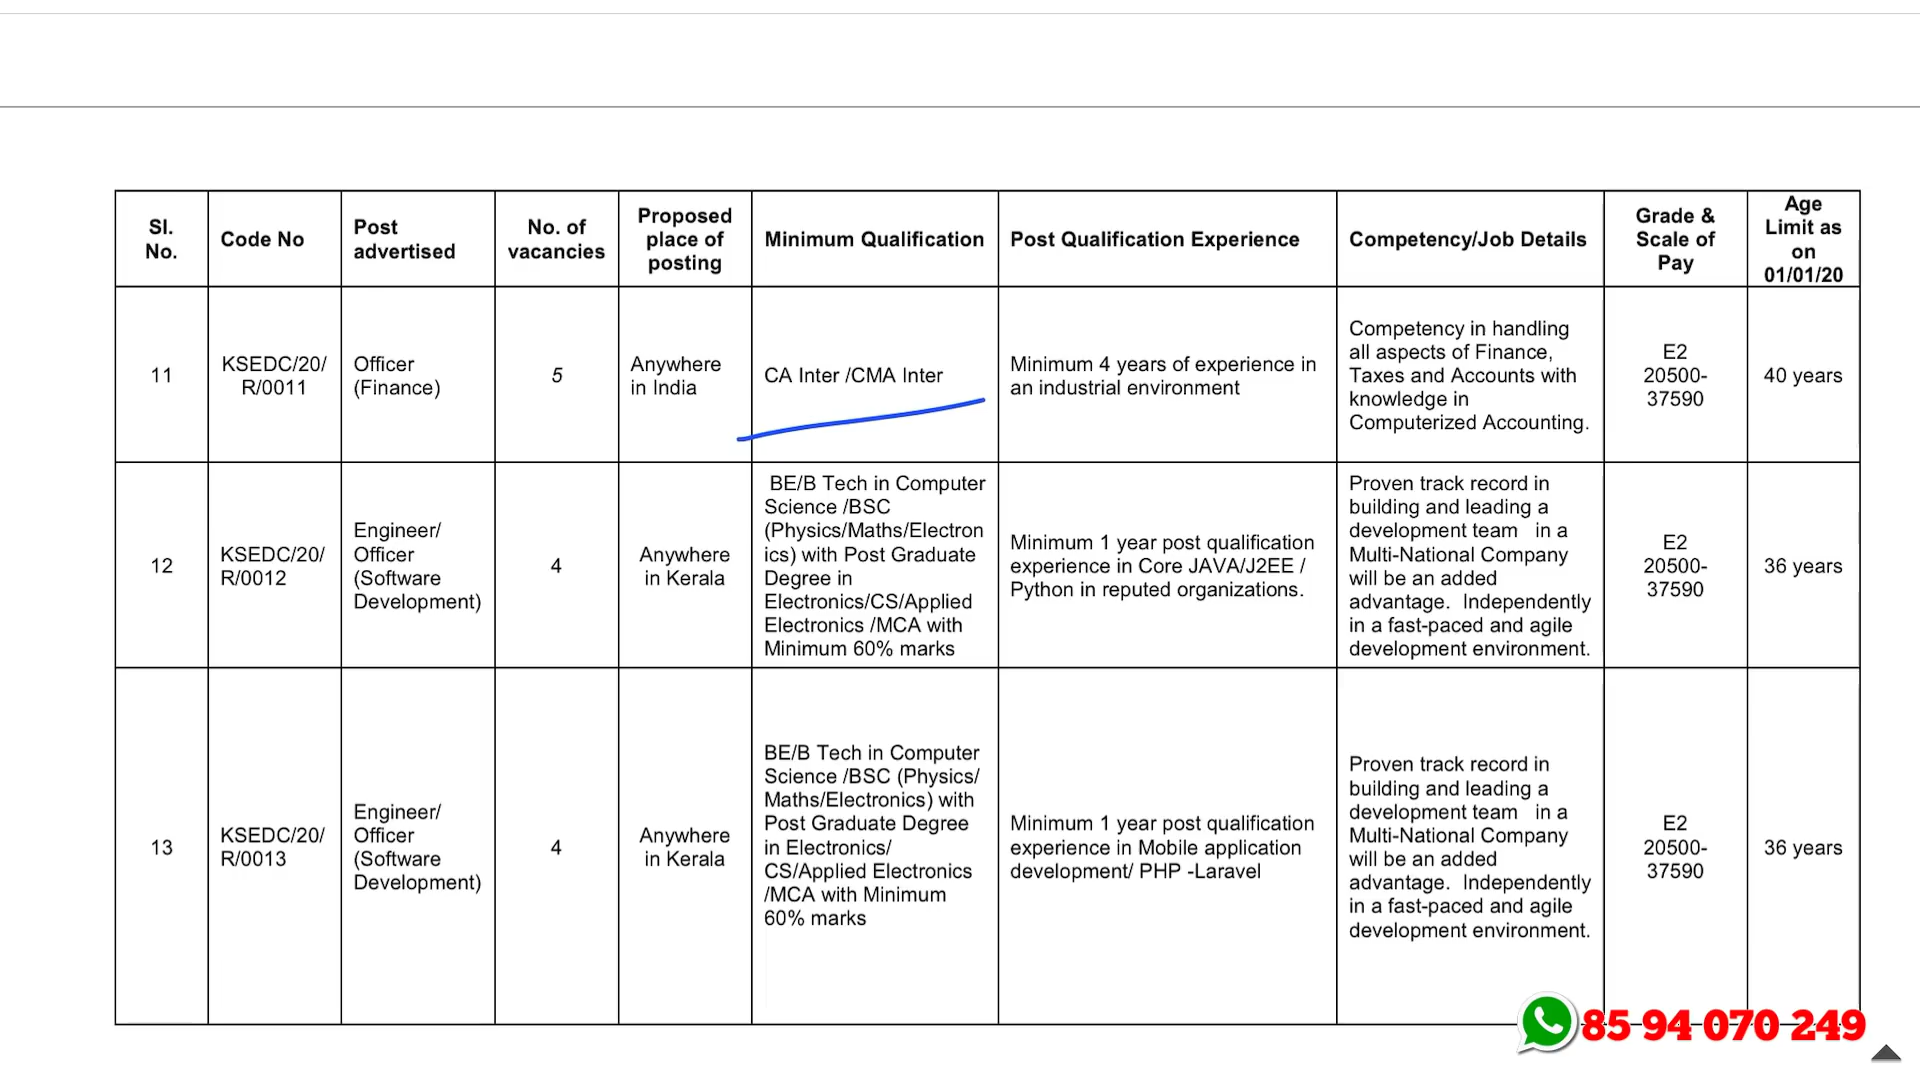 Sl.
No.
Code No
Post
advertised
No. of
vacancies
Proposed
place of
posting
Minimum Qualification
Post Qualification Experience
Competency/Job Details
Grade &
Scale of
Pay
Age
Limit as
on
01/01/20
11
KSEDC/20/
R/0011
Officer
(Finance)
5
Anywhere
in India
CA Inter /CMA Inter
Minimum 4 years of experience in
an industrial environment
Competency in handling
all aspects of Finance,
Taxes and Accounts with
knowledge in
Computerized Accounting.
E2
20500-
37590
40 years
12
KSEDC/20/
R/0012
Engineer/
Officer
(Software
Development)
4
Anywhere
in Kerala
BE/B Tech in Computer
Science /BSC
(Physics/Maths/Electron
ics) with Post Graduate
Degree in
Electronics/CS/Applied
Electronics /MCA with
Minimum 60% marks
Minimum 1 year post qualification
experience in Core JAVA/J2EE /
Python in reputed organizations.
Proven track record in
building and leading a
development team in a
Multi-National Company
will be an added
advantage. Independently
in a fast-paced and agile
development environment.
E2
20500-
37590
36 years
13
KSEDC/20/
R/0013
Engineer/
Officer
(Software
Development)
4
Anywhere
in Kerala
BE/B Tech in Computer
Science /BSC (Physics/
Maths/Electronics) with
Post Graduate Degree
in Electronics/
CS/Applied Electronics
/MCA with Minimum
60% marks
Minimum 1 year post qualification
experience in Mobile application
development/ PHP -Laravel
Proven track record in
building and leading a
development team in a
Multi-National Company
will be an added
advantage. Independently
in a fast-paced and agile
development environment.
E2
20500-
37590
36 years
85 94 070 249